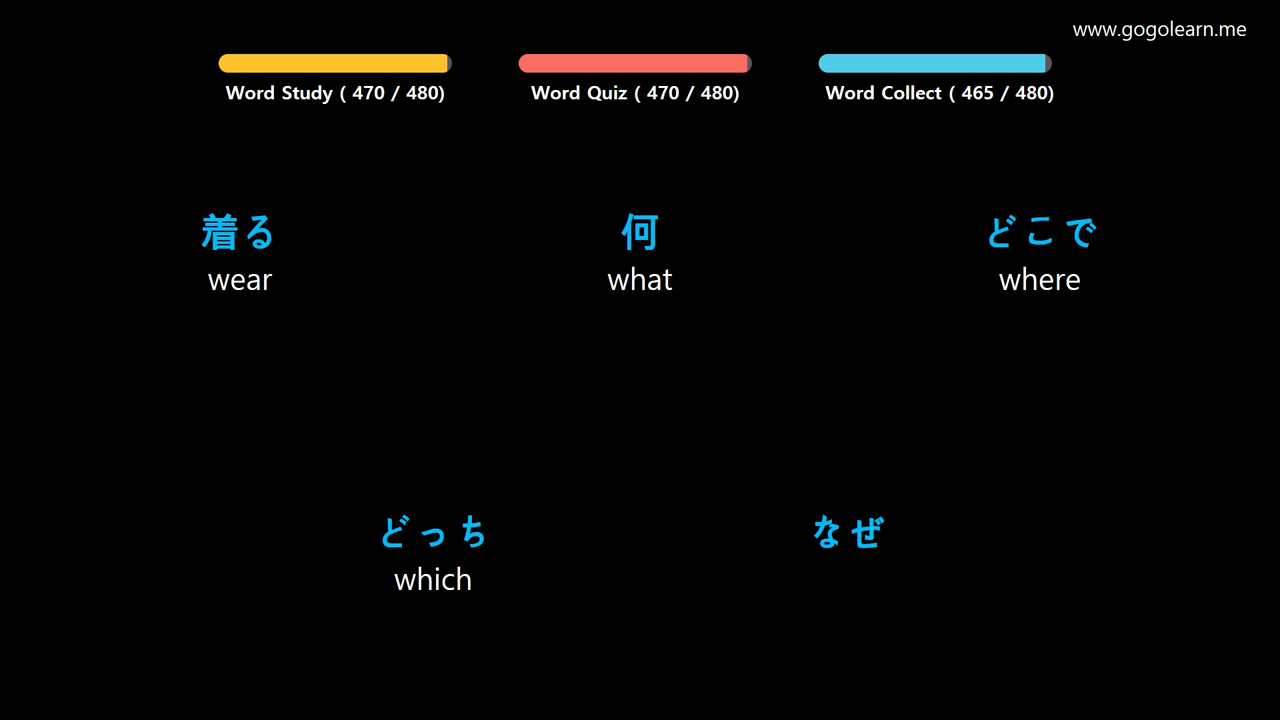 www.gogolearn.me
Word Study ( 470 / 480)
Word Quiz ( 470 / 480)
Word Collect ( 465 / 480)
着る
wear
何
what
どこで
where
どっち
which
なぜ